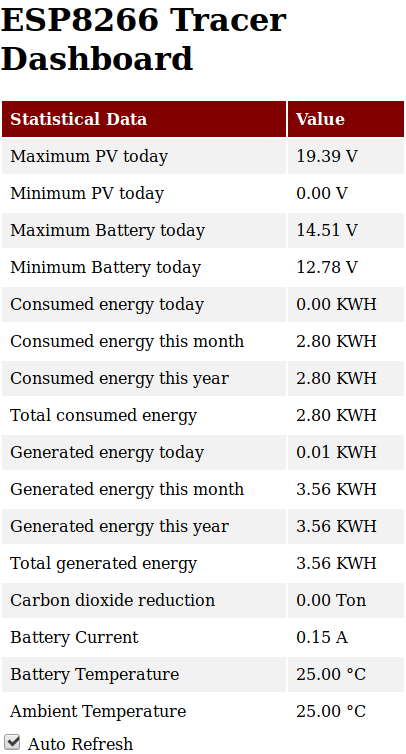 ESP8266 Tracer
Dashboard
Statistical Data Value
Maximum PV today 19.39 V
Minimum PV today 0.00 V
Maximum Battery today 14.51 V
Minimum Battery today 12.78 V
Consumed energy today 0.00 KWH
Consumed energy this month 2.80 KWH
Consumed energy this year 2.80 KWH
Total consumed energy 2.80 KWH
Generated energy today 0.01 KWH
Generated energy this month 3.56 KWH
Generated energy this year 3.56 KWH
Total generated energy 3.56 KWH
Carbon dioxide reduction 0.00 Ton
Battery Current 0.15 A
Battery Temperature 25.00 °C
Ambient Temperature 25.00 °C
Auto Refresh